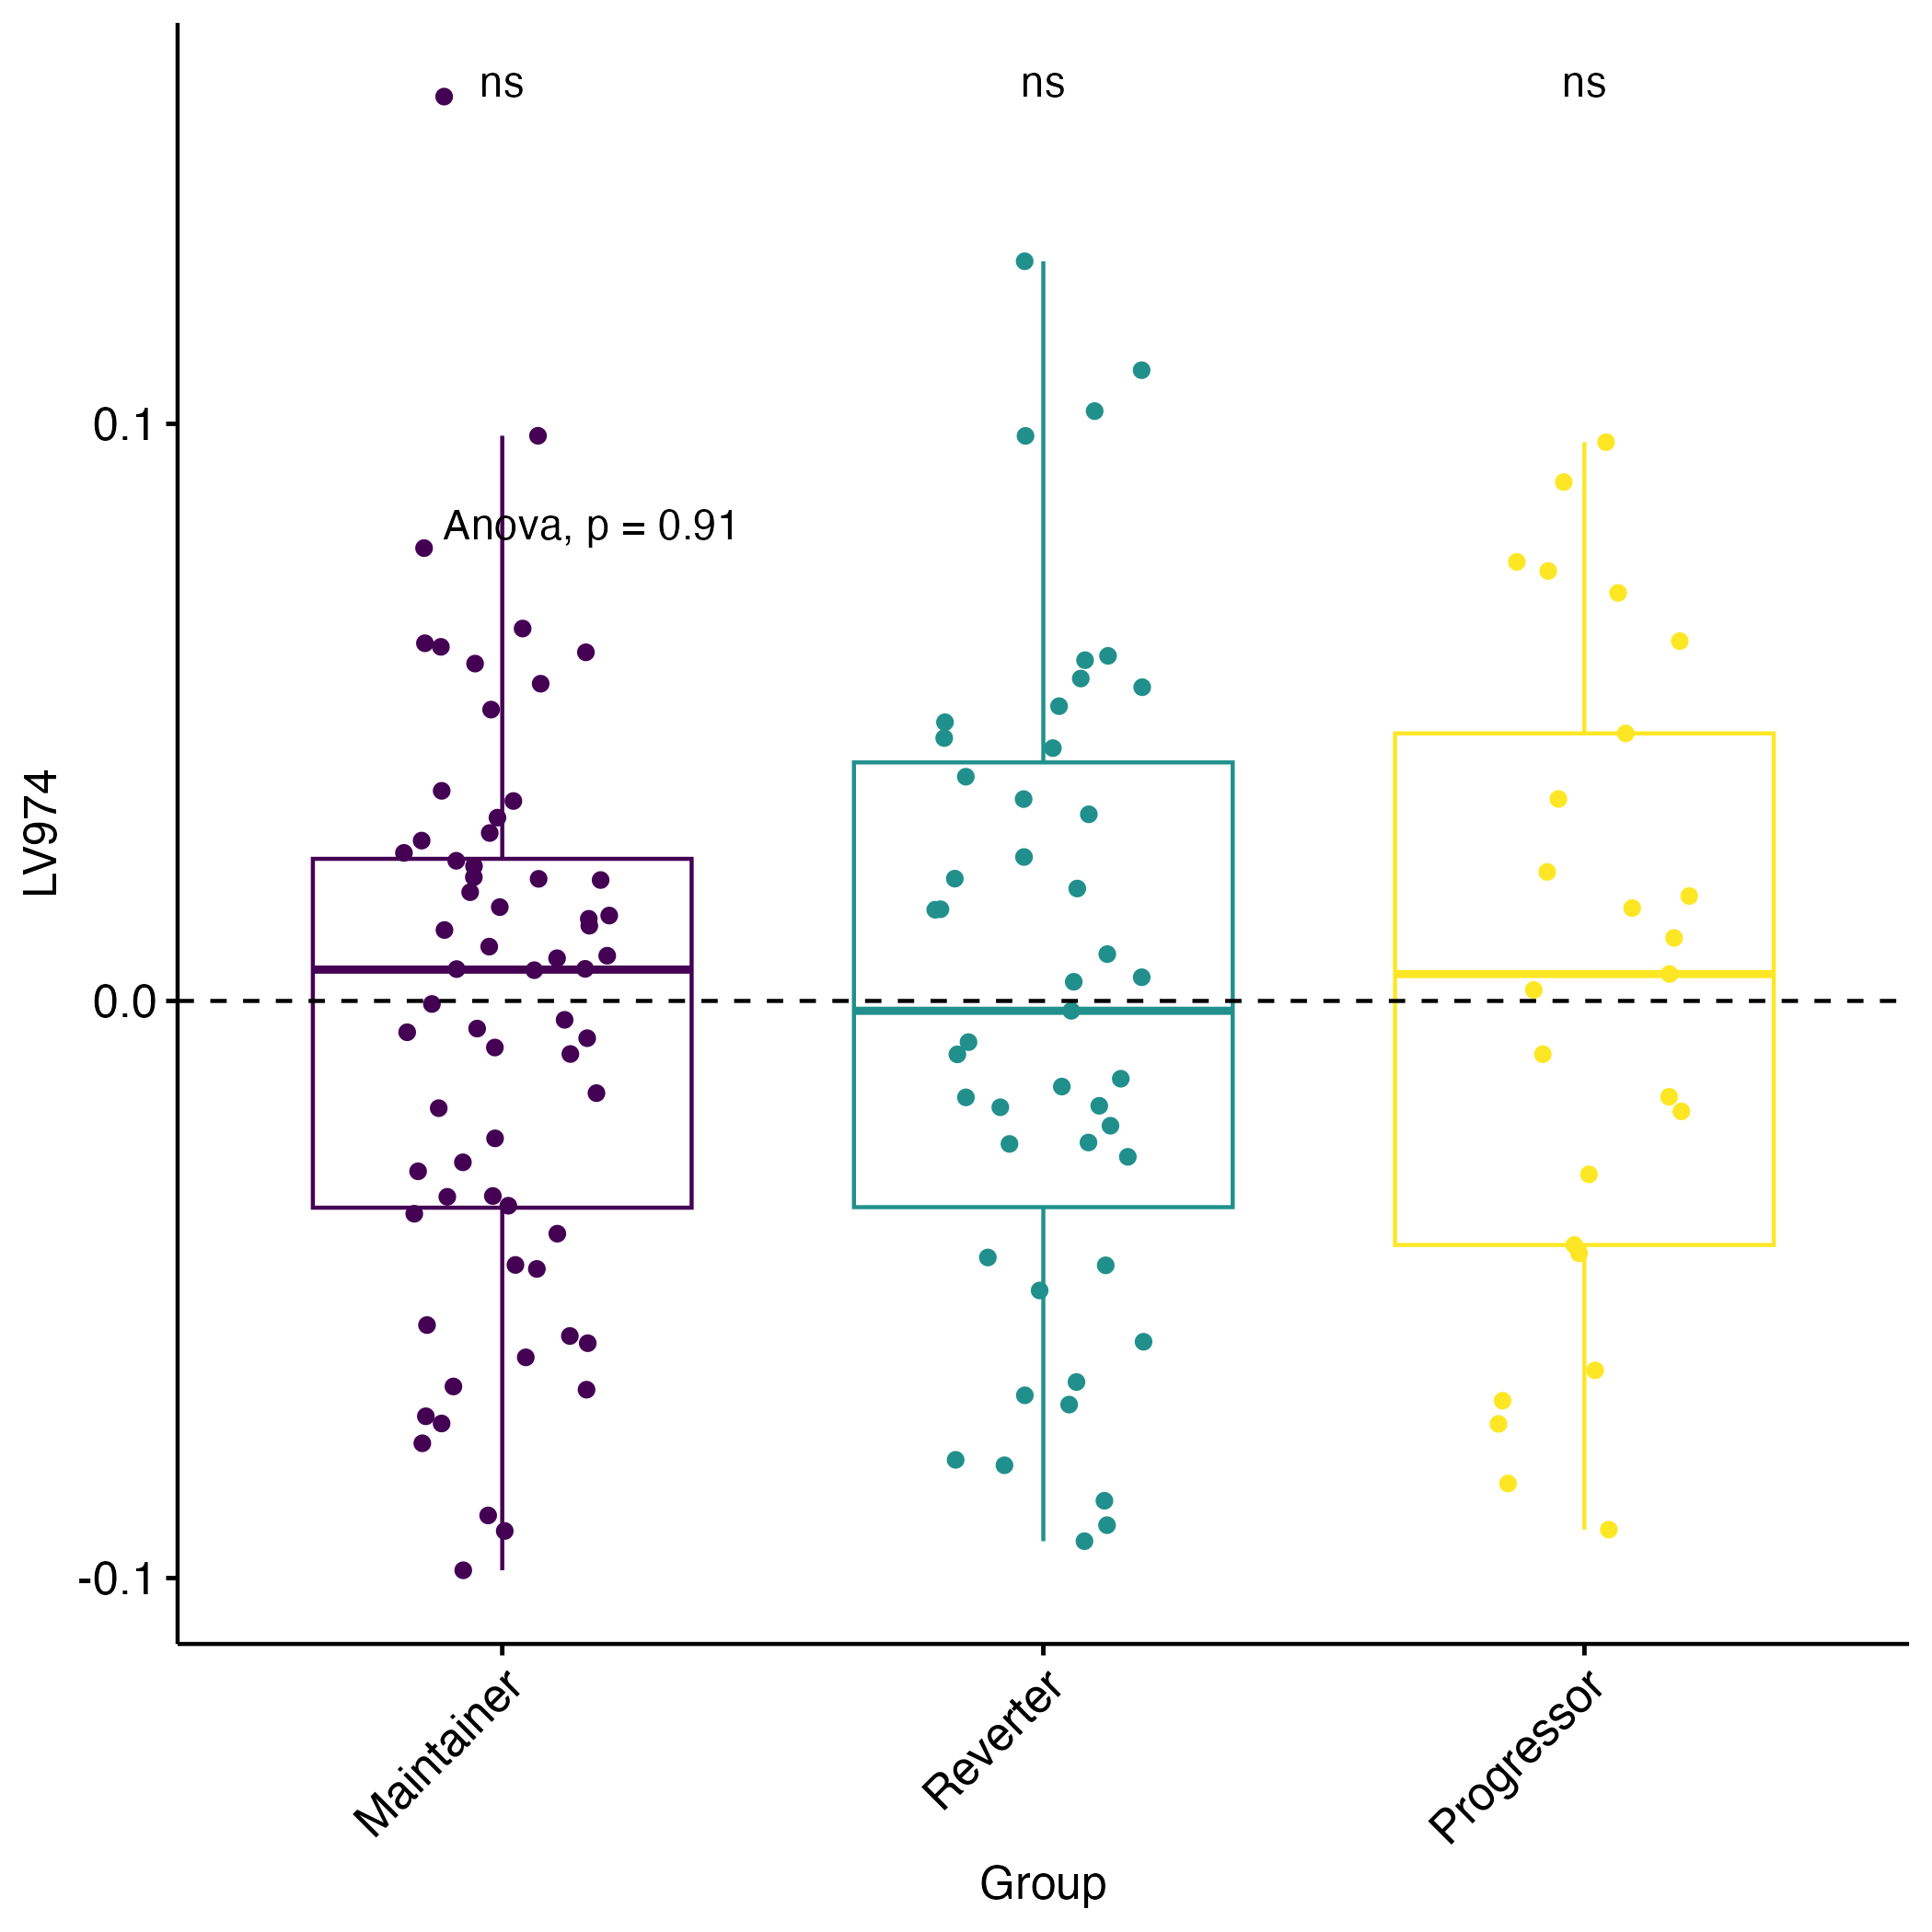 ns
ns
ns
0.1
Anova, p = 0.91
LV974
0.0
-0.1
Maintainer
Reverter
Progressor
Group